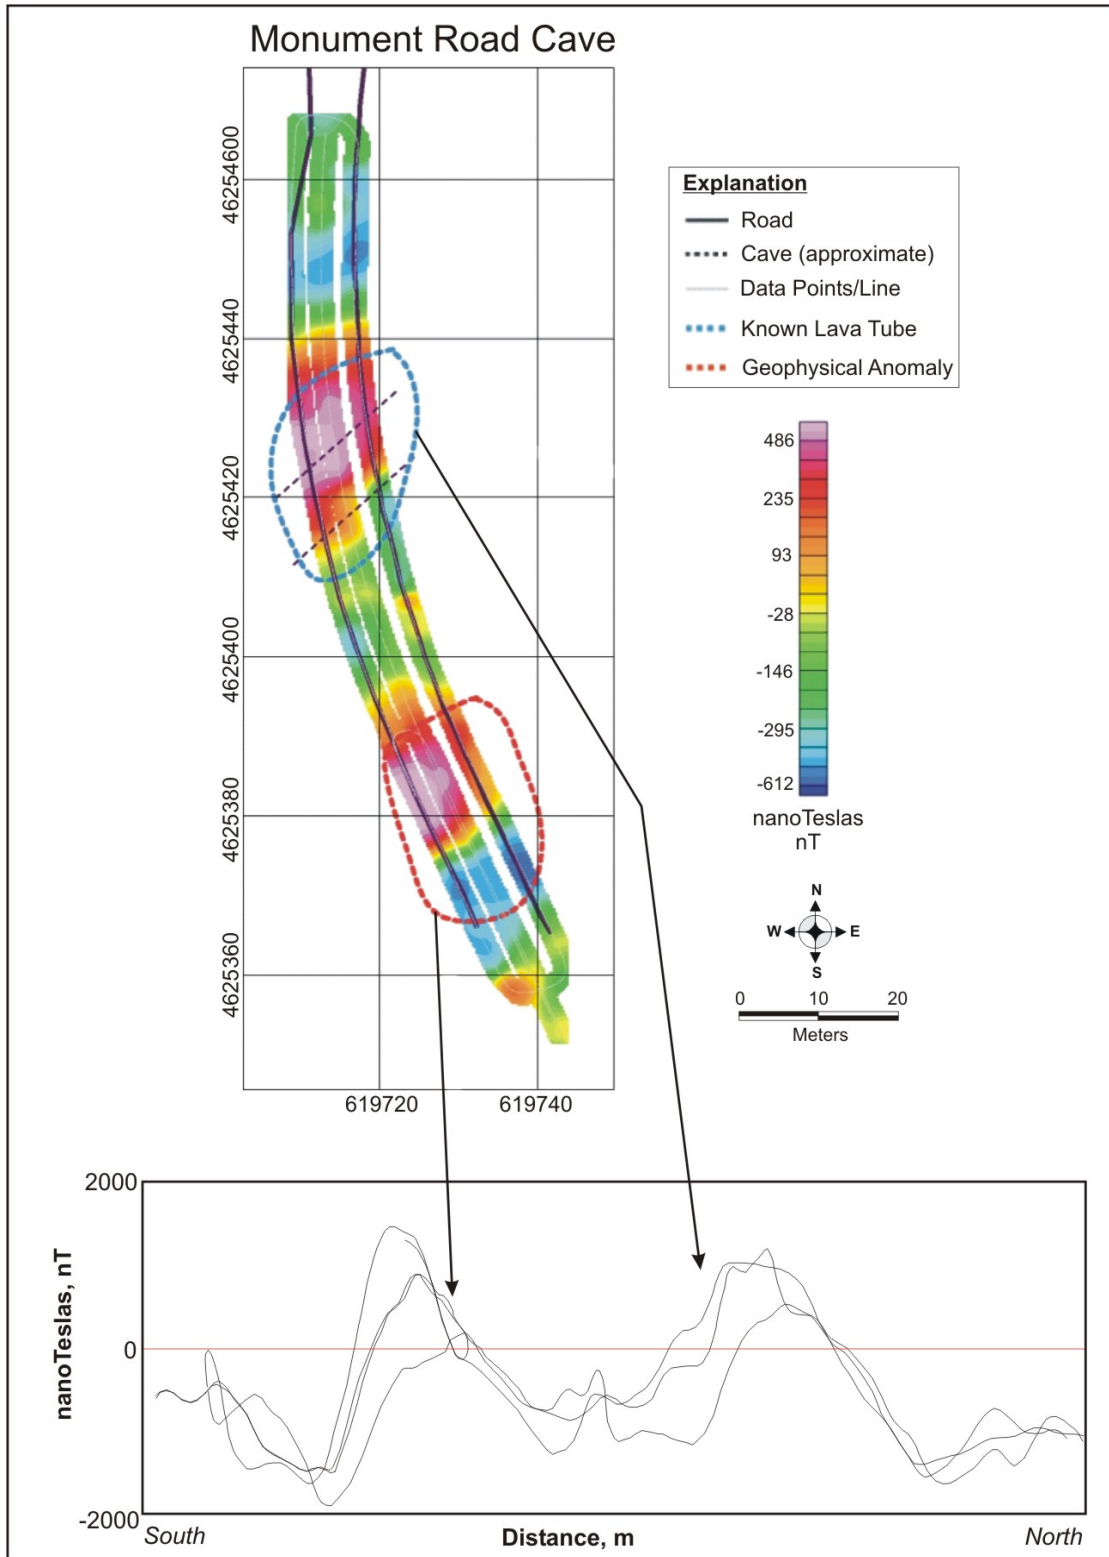 Monument Road Cave
4254600
4625440
4625420
4625400
4625380
4625360
619720
619740
Explanation
Road
Cave (approximate)
Data Points/Line
Known Lava Tube
Geophysical Anomaly
486
235
93
-28
-146
-295
-612
nanoTeslas
nT
N
W
E
S
0
10
20
Meters
2000
0
-2000
nanoTeslas, nT
South
Distance, m
North